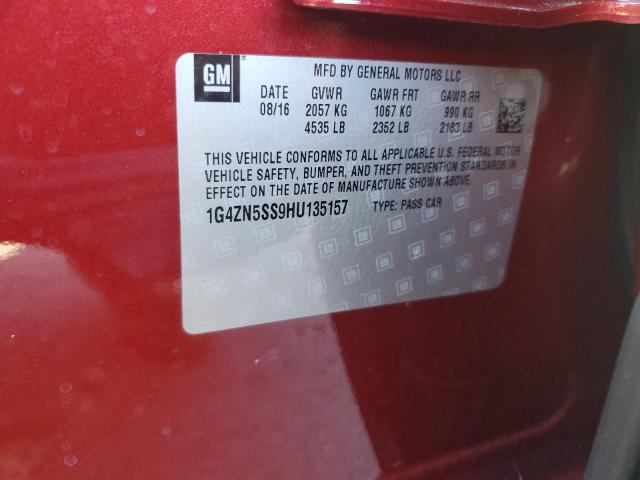 GM
MFD BY GENERAL MOTORS LLC
DATE GVWR GAWR FRT GAWR RR
08/16 2057 KG 1067 KG 990 KG
4535 LB 2352 LB 2183 LB
THIS VEHICLE CONFORMS TO ALL APPLICABLE U.S. FEDERAL MOTOR
VEHICLE SAFETY, BUMPER, AND THEFT PREVENTION STANDARDS IN
EFFECT ON THE DATE OF MANUFACTURE SHOWN ABOVE.
1G4ZN5SS9HU135157 TYPE: PASS CAR